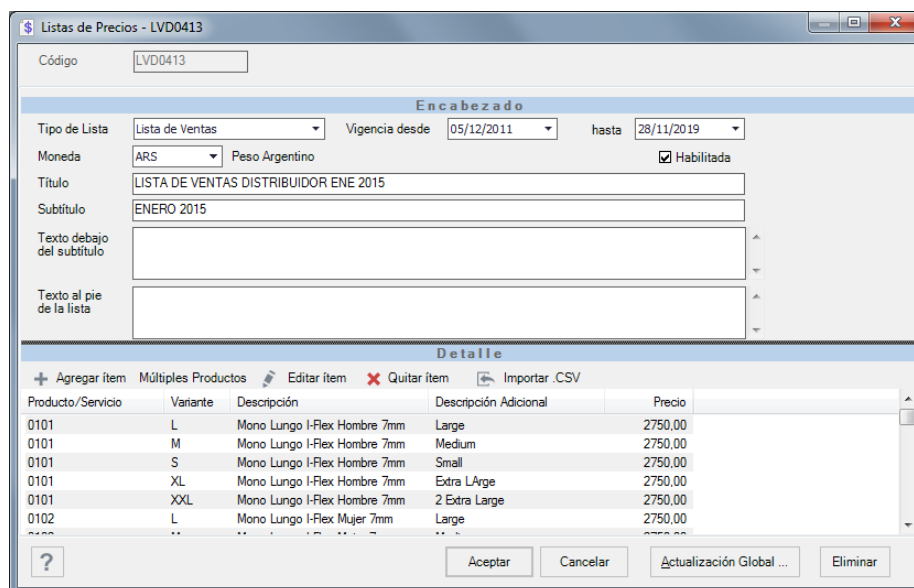 Listas de Precios - LVD0413
Código LVD0413
Encabezado
Tipo de Lista Lista de Ventas Vigencia desde 05/12/2011 hasta 28/11/2019
Moneda ARS Peso Argentino Habilitada
Título LISTA DE VENTAS DISTRIBUIDOR ENE 2015
Subtítulo ENERO 2015
Texto debajo
del subtítulo
Texto al pie
de la lista
Detalle
Agregar ítem Múltiples Productos Editar ítem Quitar ítem Importar .CSV
Producto/Servicio Variante Descripción Descripción Adicional Precio
0101 L Mono Lungo I-Flex Hombre 7mm Large 2750,00
0101 M Mono Lungo I-Flex Hombre 7mm Medium 2750,00
0101 S Mono Lungo I-Flex Hombre 7mm Small 2750,00
0101 XL Mono Lungo I-Flex Hombre 7mm Extra LArge 2750,00
0101 XXL Mono Lungo I-Flex Hombre 7mm 2 Extra Large 2750,00
0102 L Mono Lungo I-Flex Mujer 7mm Large 2750,00
? Aceptar Cancelar Actualización Global ... Eliminar